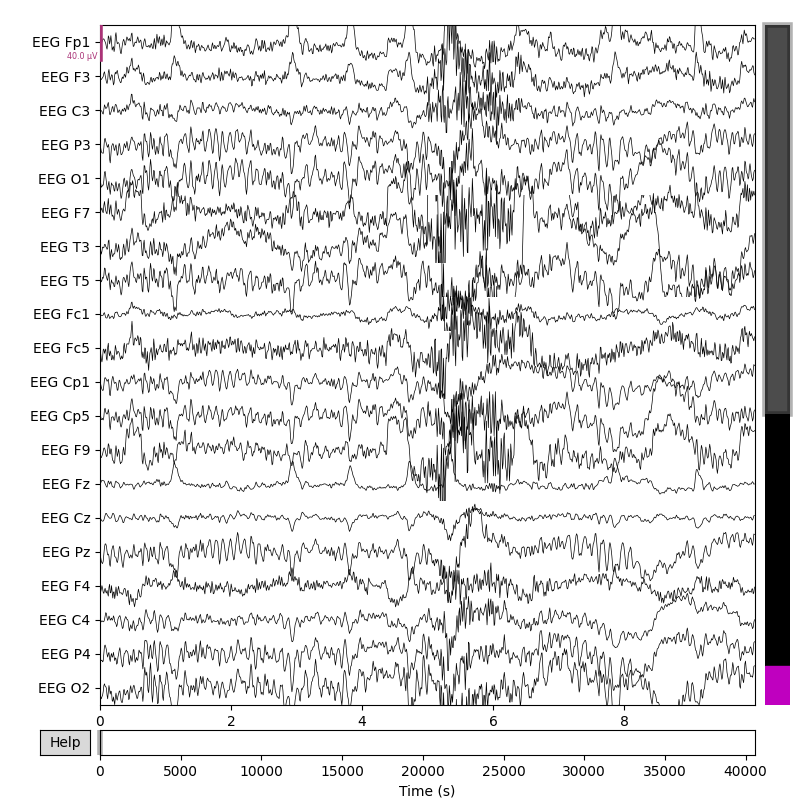 EEG Fp1
40.0 µV
EEG F3
EEG C3
EEG P3
EEG O1
EEG F7
EEG T3
EEG T5
EEG Fc1
EEG Fc5
EEG Cp1
EEG Cp5
EEG F9
EEG Fz
EEG Cz
EEG Pz
EEG F4
EEG C4
EEG P4
EEG O2
0 2 4 6 8
Help
0 5000 10000 15000 20000 25000 30000 35000 40000
Time (s)